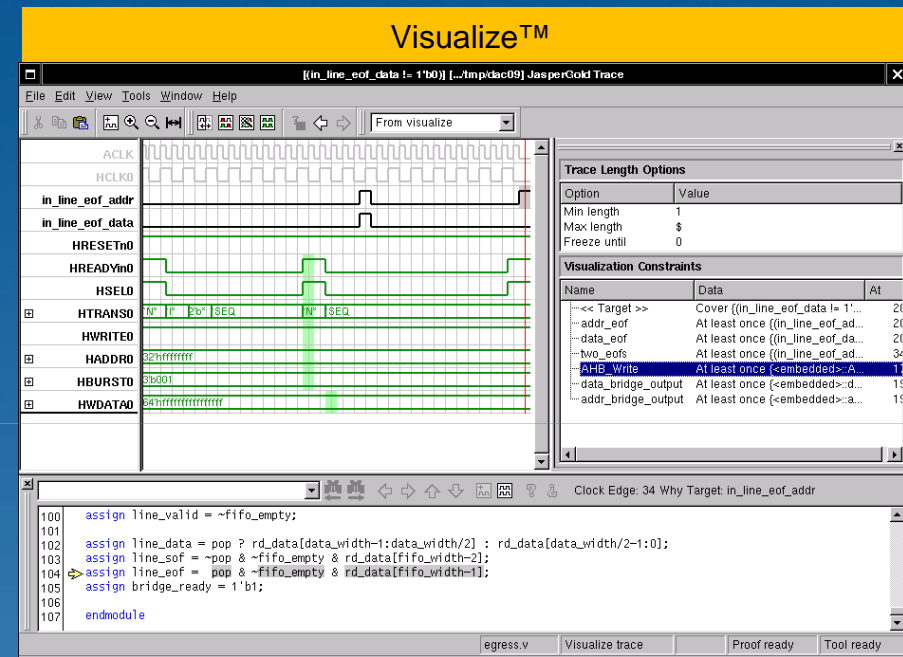 Visualize™
[(in_line_eof_data != 1'b0)] [.../tmp/dac09] JasperGold Trace
File Edit View Tools Window Help
From visualize
ACLK
HCLK0
in_line_eof_addr
in_line_eof_data
HRESETn0
HREADYin0
HSEL0
HTRANS0 "N" "I" 2'b" SEQ N" SEQ
HWRITE0
HADDR0 32'hffffffff
HBURST0 3'b001
HWDATA0 64'hffffffffffffffff
Trace Length Options
Option Value
Min length 1
Max length $
Freeze until 0
Visualization Constraints
Name Data At
<< Target >> Cover {(in_line_eof_data != 1'... 20
addr_eof At least once {(in_line_eof_ad... 20
data_eof At least once {(in_line_eof_da... 20
two_eofs At least once {(in_line_eof_ad... 34
AHB_Write At least once {<embedded>::A... 17
data_bridge_output At least once {<embedded>::d... 19
addr_bridge_output At least once {<embedded>::a... 19
Clock Edge: 34 Why Target: in_line_eof_addr
100 assign line_valid = ~fifo_empty;
101
102 assign line_data = pop ? rd_data[data_width-1:data_width/2] : rd_data[data_width/2-1:0];
103 assign line_sof = ~pop & ~fifo_empty & rd_data[fifo_width-2];
104 assign line_eof = pop & ~fifo_empty & rd_data[fifo_width-1];
105 assign bridge_ready = 1'b1;
106
107 endmodule
egress.v Visualize trace Proof ready Tool ready